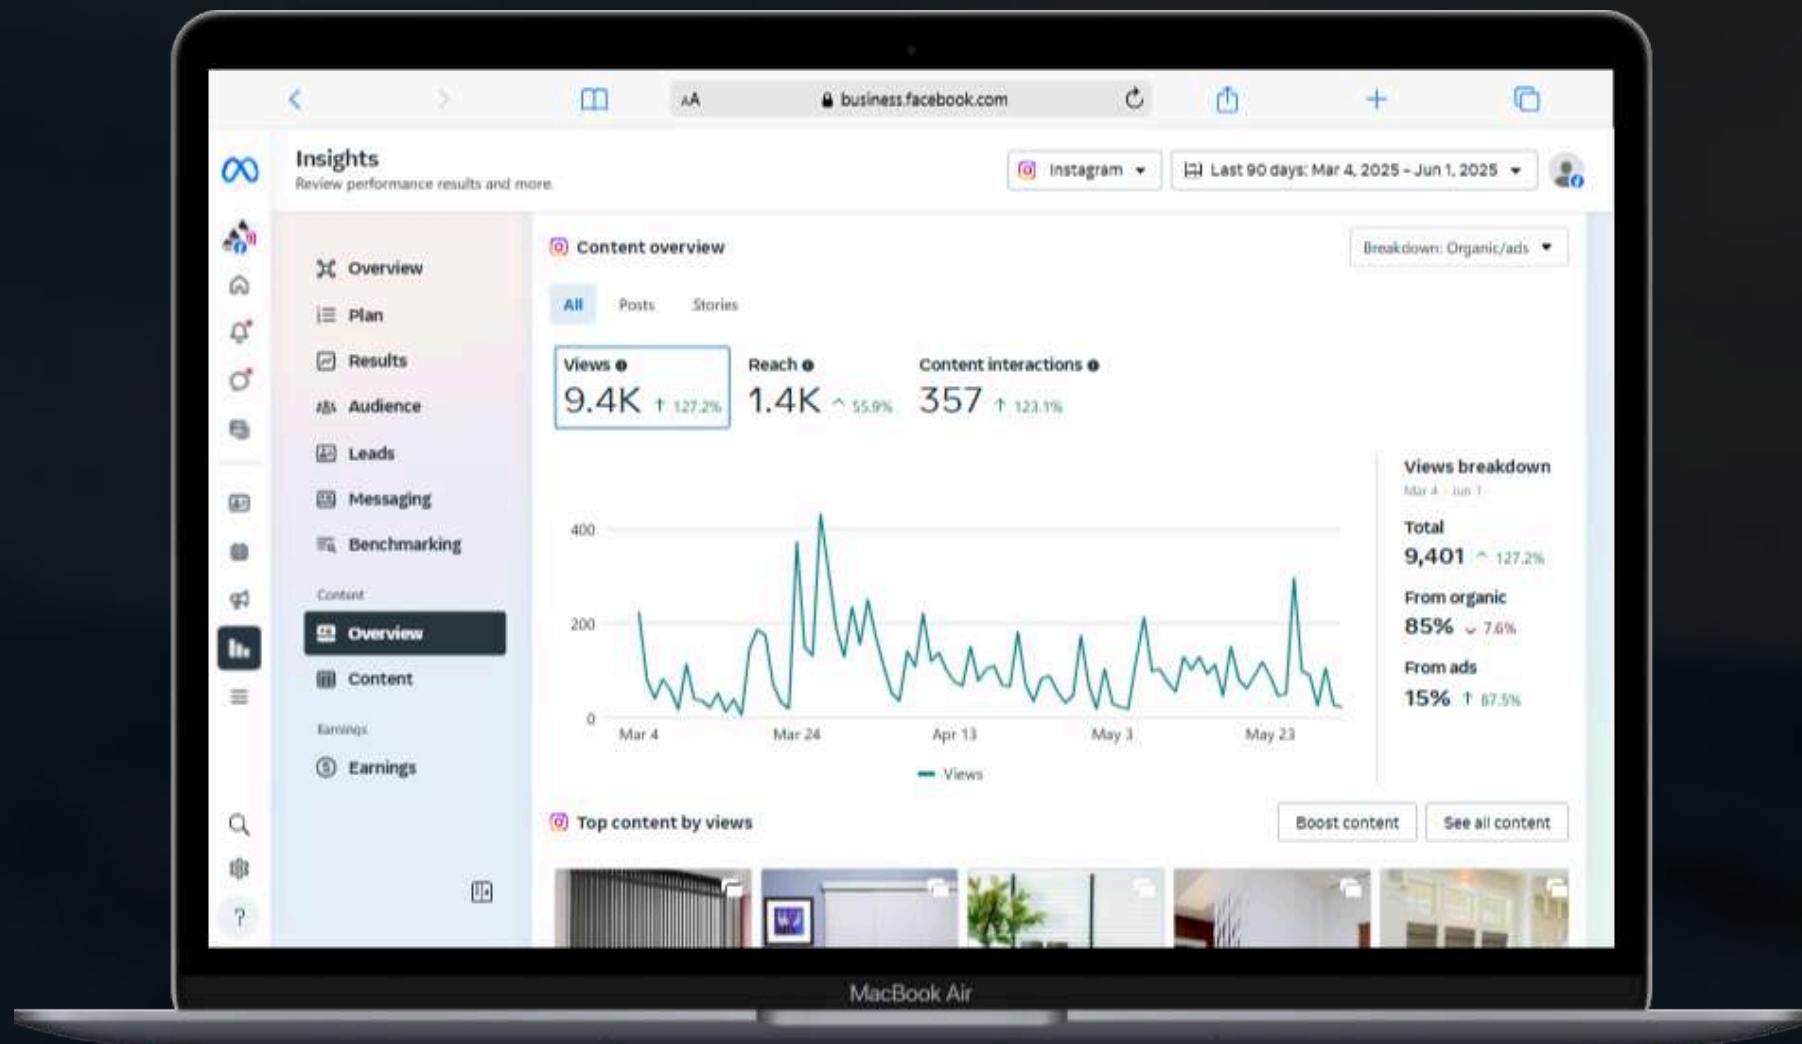 AA
business.facebook.com
Insights
Review performance results and more.
Instagram
Last 90 days: Mar 4, 2025 – Jun 1, 2025
Overview
Plan
Results
Audience
Leads
Messaging
Benchmarking
Content
Overview
Content
Earnings
Earnings
Content overview
Breakdown: Organic/ads
All Posts Stories
Views Reach Content interactions
9.4K 127.2% 1.4K 55.9% 357 123.1%
400
200
0
Mar 4 Mar 24 Apr 13 May 3 May 23
Views
Views breakdown
Mar 4 - Jun 1
Total
9,401 127.2%
From organic
85% 7.6%
From ads
15% 87.5%
Top content by views
Boost content
See all content
?
MacBook Air